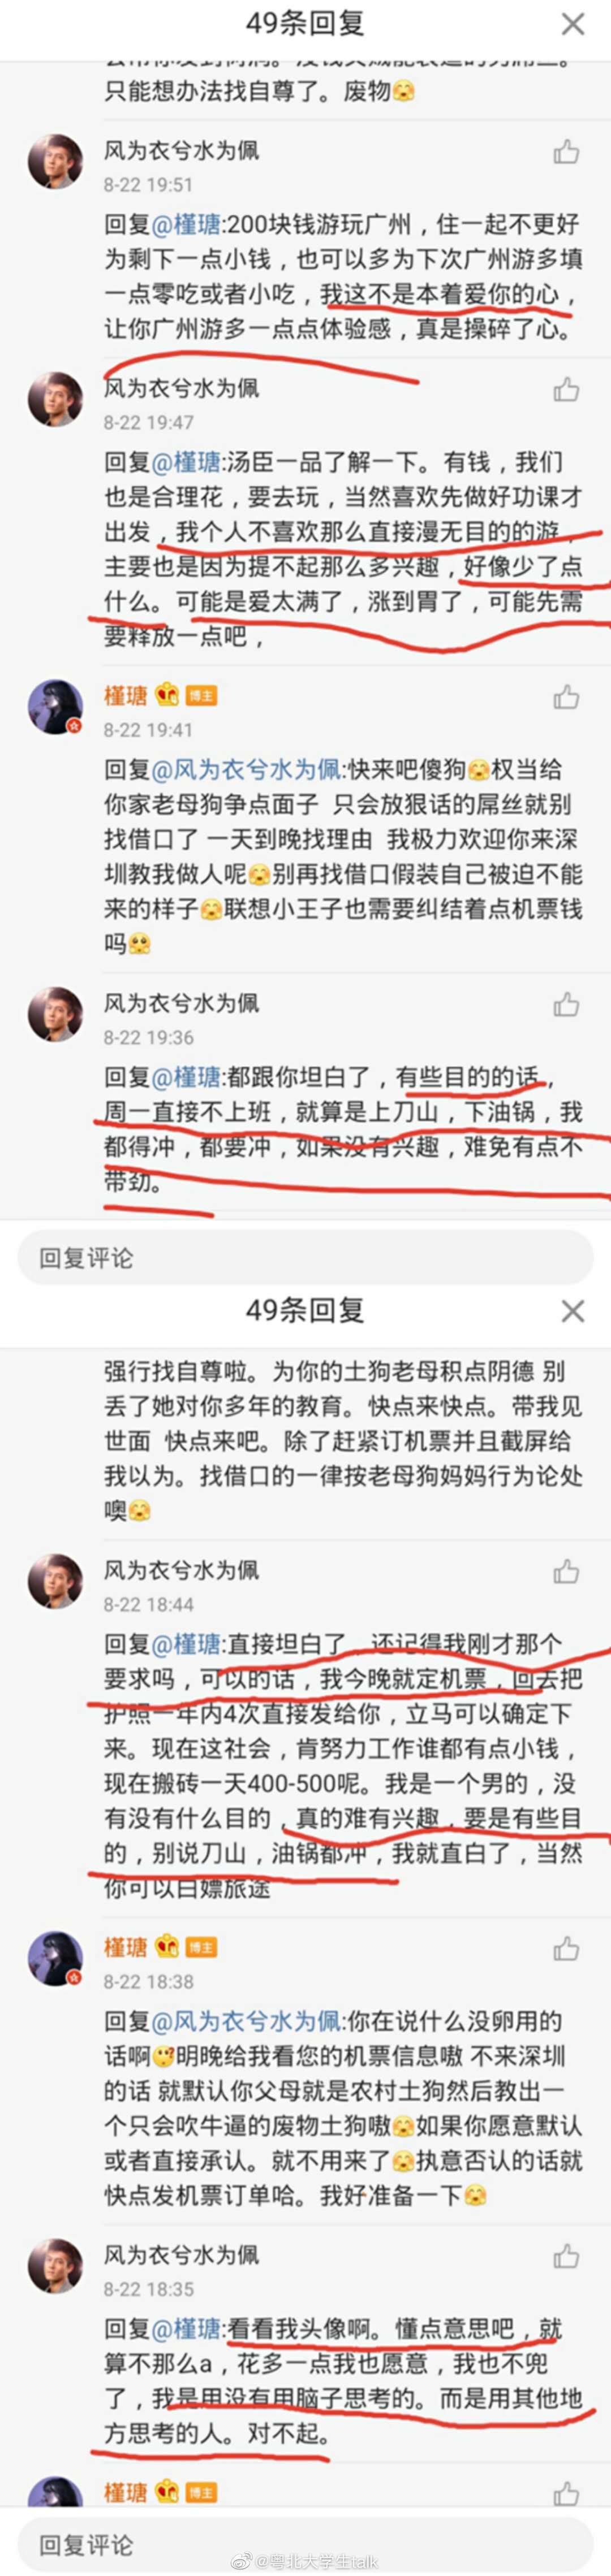 49条回复
只能想办法找自尊了。废物
风为衣兮水为佩
8-22 19:51
回复@槿瑭:200块钱游玩广州，住一起不更好
为剩下一点小钱，也可以多为下次广州游多填
一点零吃或者小吃，我这不是本着爱你的心，
让你广州游多一点点体验感，真是操碎了心。
风为衣兮水为佩
8-22 19:47
回复@槿瑭:汤臣一品了解一下。有钱，我们
也是合理花，要去玩，当然喜欢先做好功课才
出发，我个人不喜欢那么直接漫无目的的游，
主要也是因为提不起那么多兴趣，好像少了点
什么。可能是爱太满了，涨到胃了，可能先需
要释放一点吧，
槿瑭 博主
8-22 19:41
回复@风为衣兮水为佩:快来吧傻狗🤗权当给
你家老母狗争点面子 只会放狠话的屌丝就别
找借口了 一天到晚找理由 我极力欢迎你来深
圳教我做人呢🤗别再找借口假装自己被迫不能
来的样子🤗联想小王子也需要纠结着点机票钱
吗🥺
风为衣兮水为佩
8-22 19:36
回复@槿瑭:都跟你坦白了，有些目的的话，
周一直接不上班，就算是上刀山，下油锅，我
都得冲，都要冲，如果没有兴趣，难免有点不
带劲。
回复评论
49条回复
强行找自尊啦。为你的土狗老母积点阴德 别
丢了她对你多年的教育。快点来快点。带我见
世面 快点来吧。除了赶紧订机票并且截屏给
我以为。找借口的一律按老母狗妈妈行为论处
噢🤗
风为衣兮水为佩
8-22 18:44
回复@槿瑭:直接坦白了，还记得我刚才那个
要求吗，可以的话，我今晚就定机票，回去把
护照一年内4次直接发给你，立马可以确定下
来。现在这社会，肯努力工作谁都有点小钱，
现在搬砖一天400-500呢。我是一个男的，没
有没有什么目的，真的难有兴趣，要是有些目
的，别说刀山，油锅都冲，我就直白了，当然
你可以白嫖旅途
槿瑭 博主
8-22 18:38
回复@风为衣兮水为佩:你在说什么没卵用的
话啊明晚给我看您的机票信息嗷 不来深圳
的话 就默认你父母就是农村土狗然后教出一
个只会吹牛逼的废物土狗嗷🤗如果你愿意默认
或者直接承认。就不用来了🤗执意否认的话就
快点发机票订单哈。我好准备一下🤗
风为衣兮水为佩
8-22 18:35
回复@槿瑭:看看我头像啊。懂点意思吧，就
算不那么a，花多一点我也愿意，我也不兜
了，我是用没有用脑子思考的。而是用其他地
方思考的人。对不起。
槿瑭 博主
回复评论
@粤北大学生talk